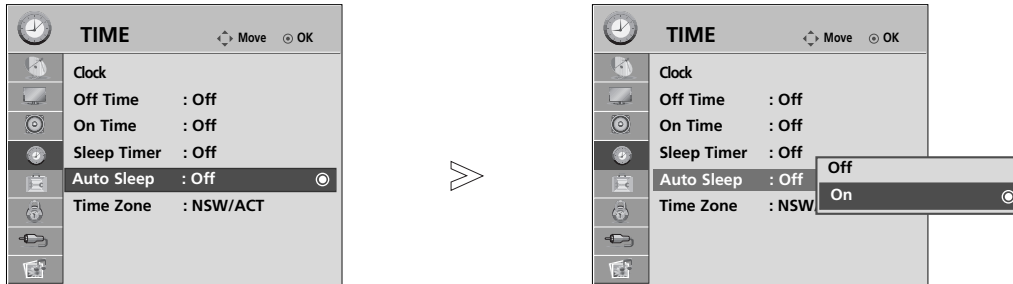 TIME Move OK
Clock
Off Time : Off
On Time : Off
Sleep Timer : Off
Auto Sleep : Off
Time Zone : NSW/ACT
TIME Move OK
Clock
Off Time : Off
On Time : Off
Sleep Timer : Off
Auto Sleep : Off
Time Zone : NSW
Off
On